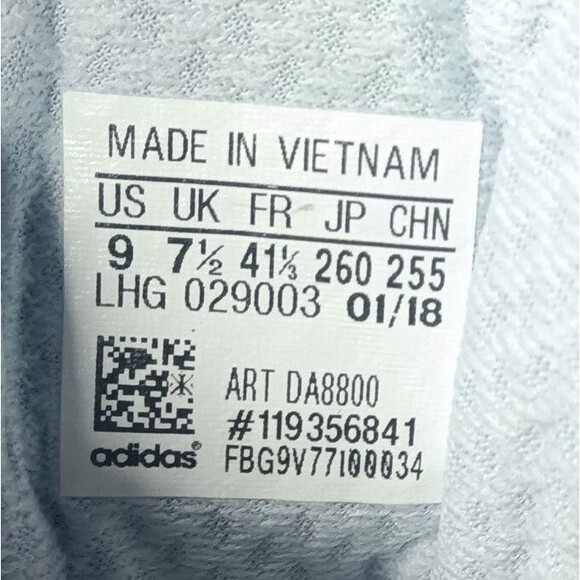 MADE IN VIETNAM
US UK FR JP CHN
9 7½ 41⅓ 260 255
LHG 029003 01/18
ART DA8800
#119356841
adidas® FBG9V77I00034